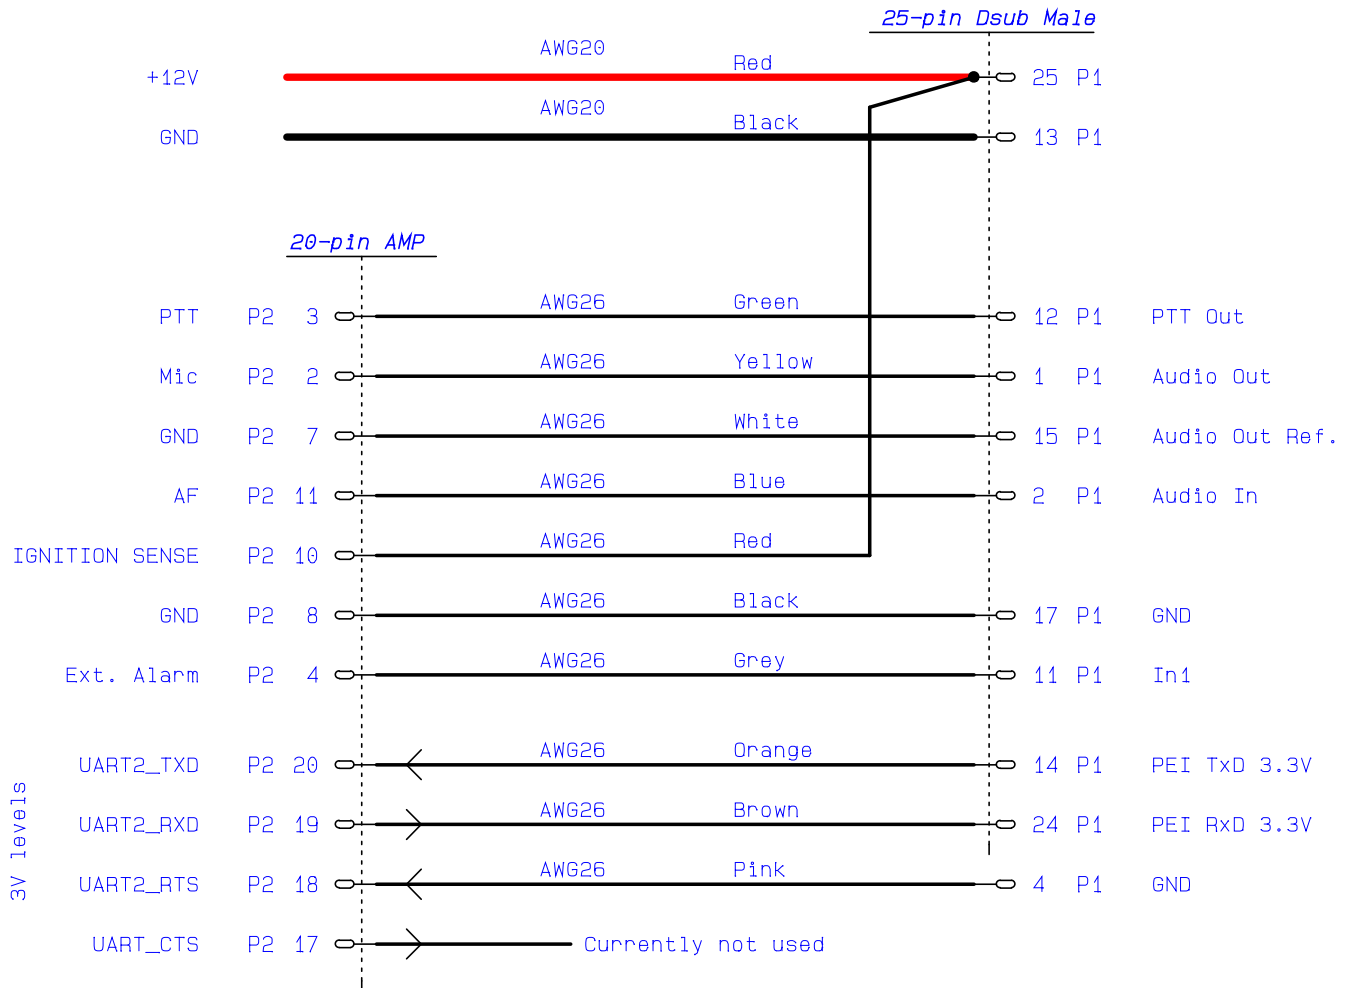 25-pin Dsub Male
AWG20
Red
+12V
25 P1
AWG20
Black
GND
13 P1
20-pin AMP
AWG26 Green
PTT P2 3 12 P1 PTT Out
AWG26 Yellow
Mic P2 2 1 P1 Audio Out
AWG26 White
GND P2 7 15 P1 Audio Out Ref.
AWG26 Blue
AF P2 11 2 P1 Audio In
AWG26 Red
IGNITION SENSE P2 10
AWG26 Black
GND P2 8 17 P1 GND
AWG26 Grey
Ext. Alarm P2 4 11 P1 In1
AWG26 Orange
UART2_TXD P2 20 14 P1 PEI TxD 3.3V
AWG26 Brown
UART2_RXD P2 19 24 P1 PEI RxD 3.3V
AWG26 Pink
UART2_RTS P2 18 4 P1 GND
UART_CTS P2 17 Currently not used
3V levels